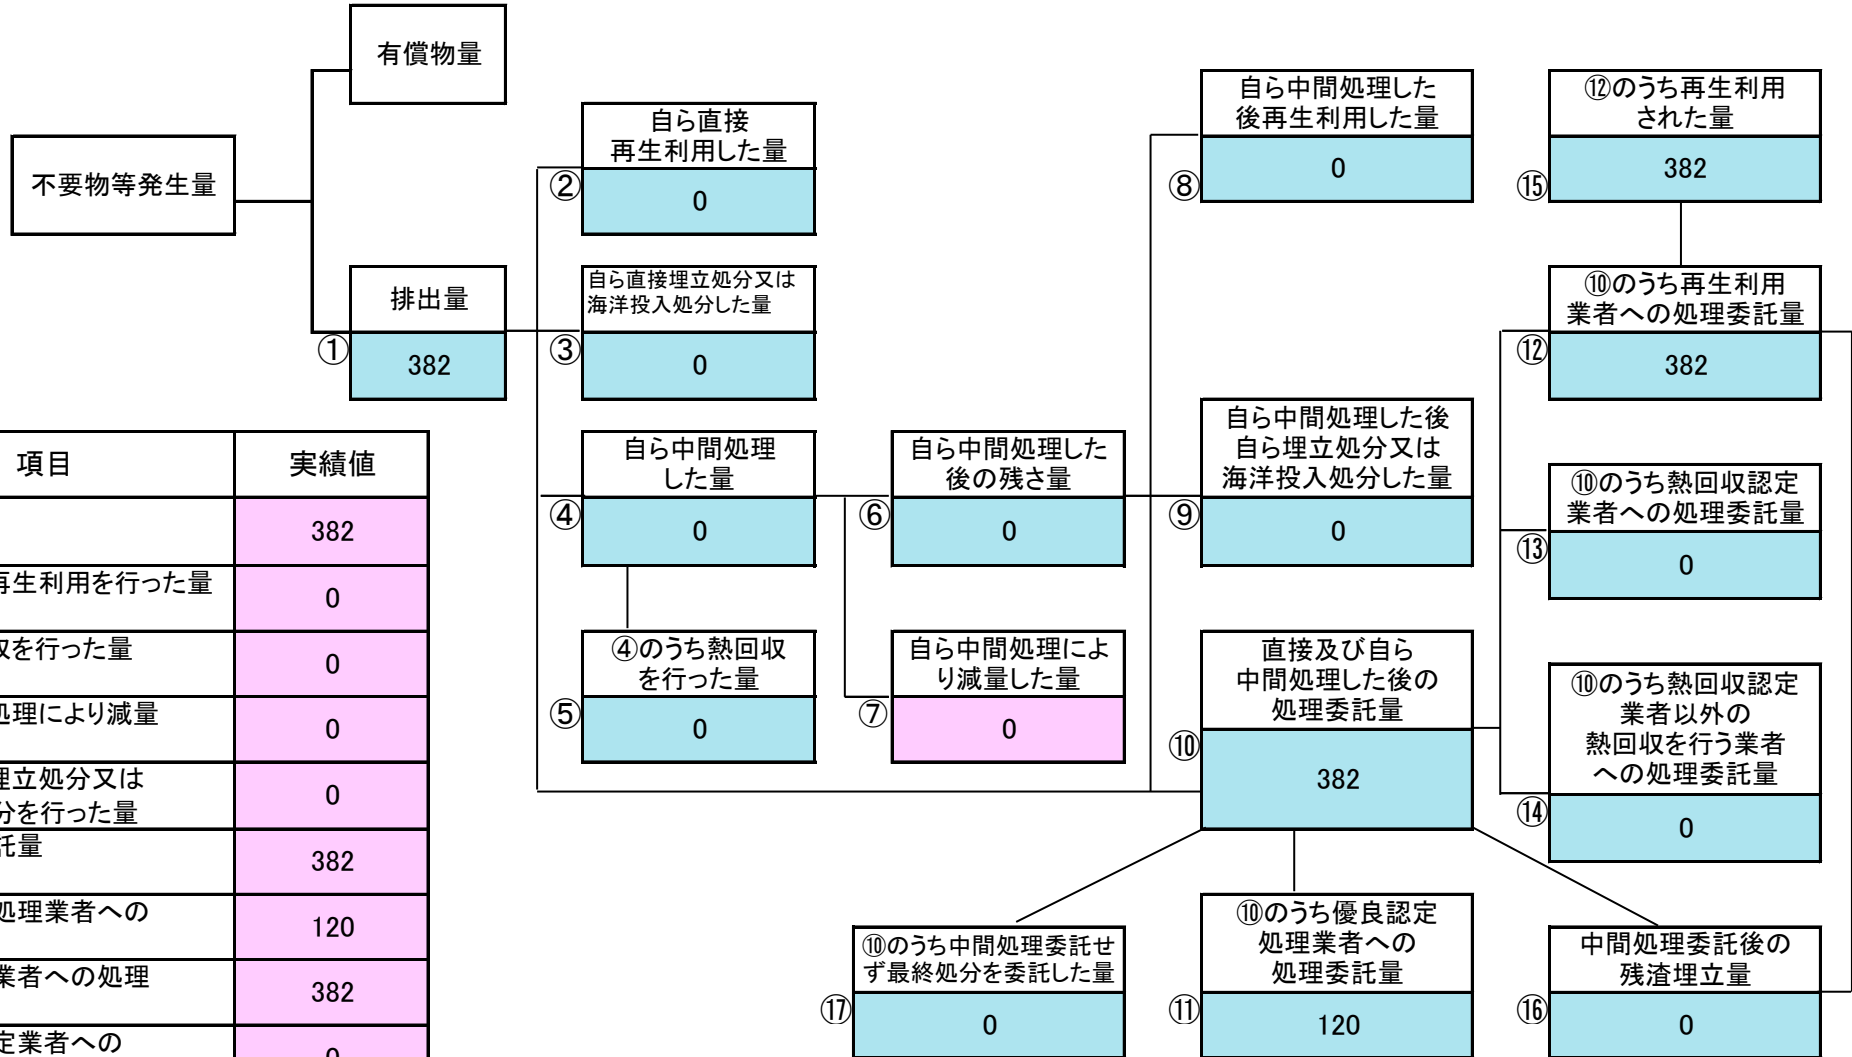 有償物量
不要物等発生量
排出量
①
382
自ら直接
再生利用した量
②
0
自ら直接埋立処分又は
海洋投入処分した量
③
0
自ら中間処理
した量
④
0
④のうち熱回収
を行った量
⑤
0
自ら中間処理した
後の残さ量
⑥
0
自ら中間処理によ
り減量した量
⑦
0
自ら中間処理した
後再生利用した量
⑧
0
自ら中間処理した後
自ら埋立処分又は
海洋投入処分した量
⑨
0
直接及び自ら
中間処理した後の
処理委託量
⑩
382
⑫のうち再生利用
された量
⑮
382
⑩のうち再生利用
業者への処理委託量
⑫
382
⑩のうち熱回収認定
業者への処理委託量
⑬
0
⑩のうち熱回収認定
業者以外の
熱回収を行う業者
への処理委託量
⑭
0
⑩のうち中間処理委託せ
ず最終処分を委託した量
⑰
0
⑩のうち優良認定
処理業者への
処理委託量
⑪
120
中間処理委託後の
残渣埋立量
⑯
0
項目 実績値
382
再生利用を行った量 0
を行った量 0
処理により減量 0
埋立処分又は
を行った量 0
託量 382
処理業者への 120
業者への処理 382
定業者への 0